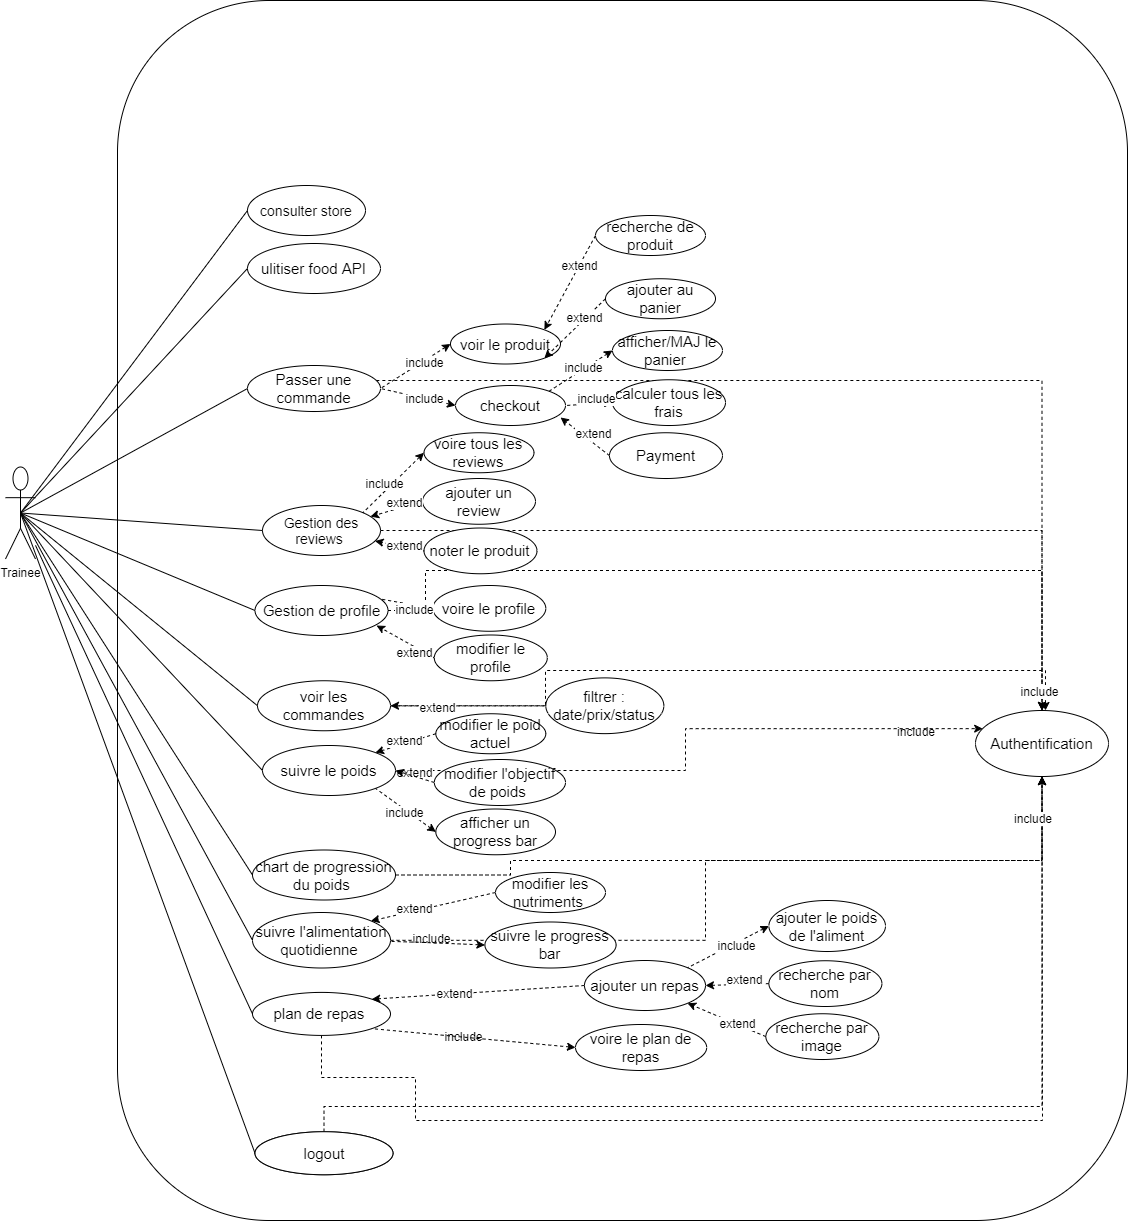 consulter store
ulitiser food API
recherche de
produit
extend
ajouter au
panier
extend
voir le produit
afficher/MAJ le
panier
include
include
Passer une
commande
include
checkout
include
calculer tous les
frais
extend
Payment
voire tous les
reviews
include
ajouter un
review
extend
Gestion des
reviews
extend
noter le produit
Trainee
Gestion de profile
include
voire le profile
extend
modifier le
profile
include
voir les
commandes
extend
filtrer :
date/prix/status
modifier le poid
actuel
extend
include
Authentification
suivre le poids
extend
modifier l'objectif
de poids
include
afficher un
progress bar
include
chart de progression
du poids
modifier les
nutriments
extend
suivre l'alimentation
quotidienne
include
suivre le progress
bar
ajouter le poids
de l'aliment
include
ajouter un repas
extend
recherche par
nom
extend
plan de repas
extend
recherche par
image
include
voire le plan de
repas
logout